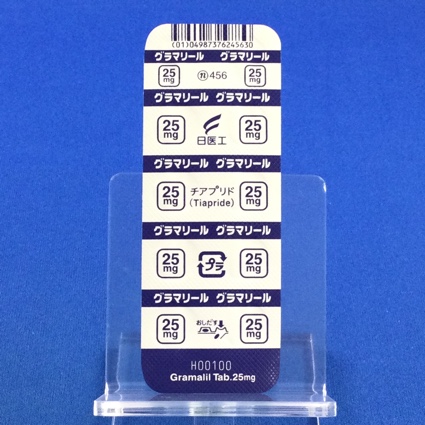 (01)04987376245630
グラマリール グラマリール
25 mg ⓝ456 25 mg
グラマリール グラマリール
25 mg 日医工 25 mg
グラマリール グラマリール
25 mg チアプリド 25 mg
(Tiapride)
グラマリール グラマリール
25 mg プラ 25 mg
グラマリール グラマリール
25 mg おしだす 25 mg
H00100
Gramalil Tab.25mg